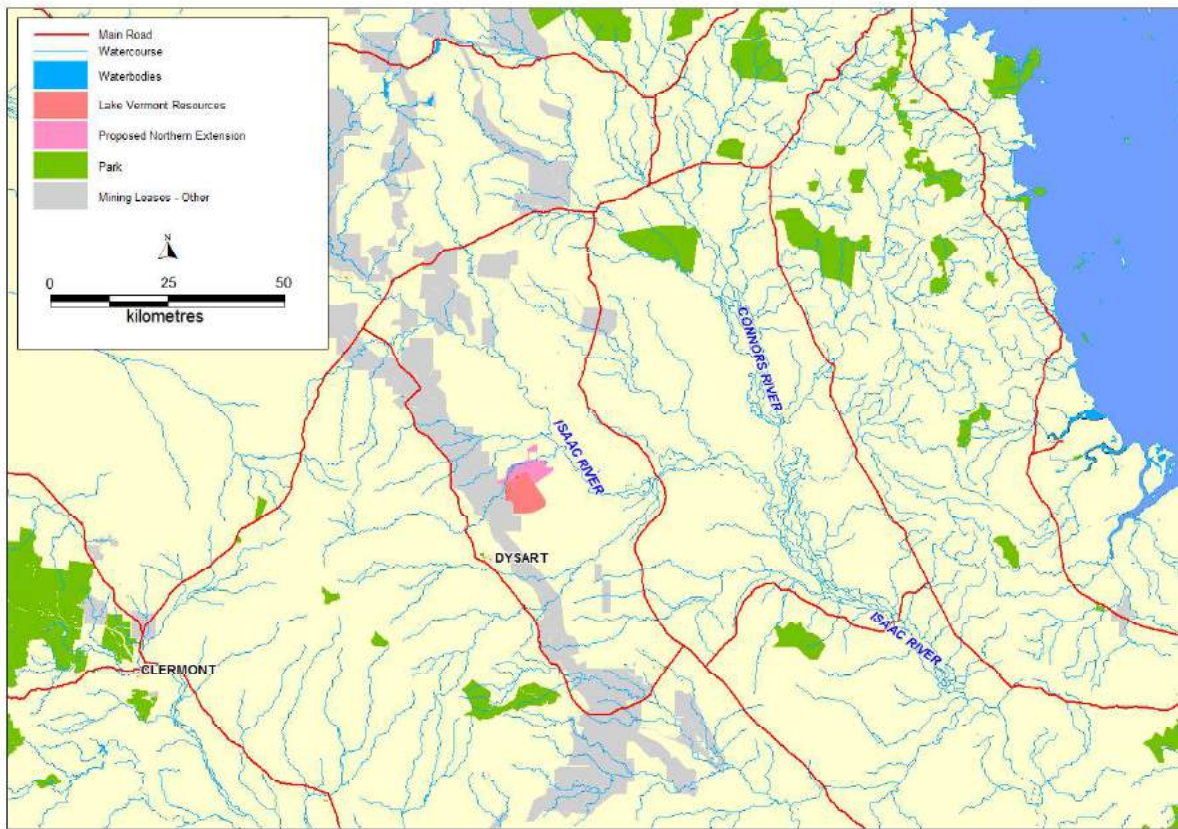 Main Road
Watercourse
Waterbodies
Lake Vermont Resources
Proposed Northern Extension
Park
Mining Leases - Other
N
0 25 50
kilometres
CONNORS RIVER
ISAAC RIVER
DYSART
ISAAC RIVER
CLERMONT